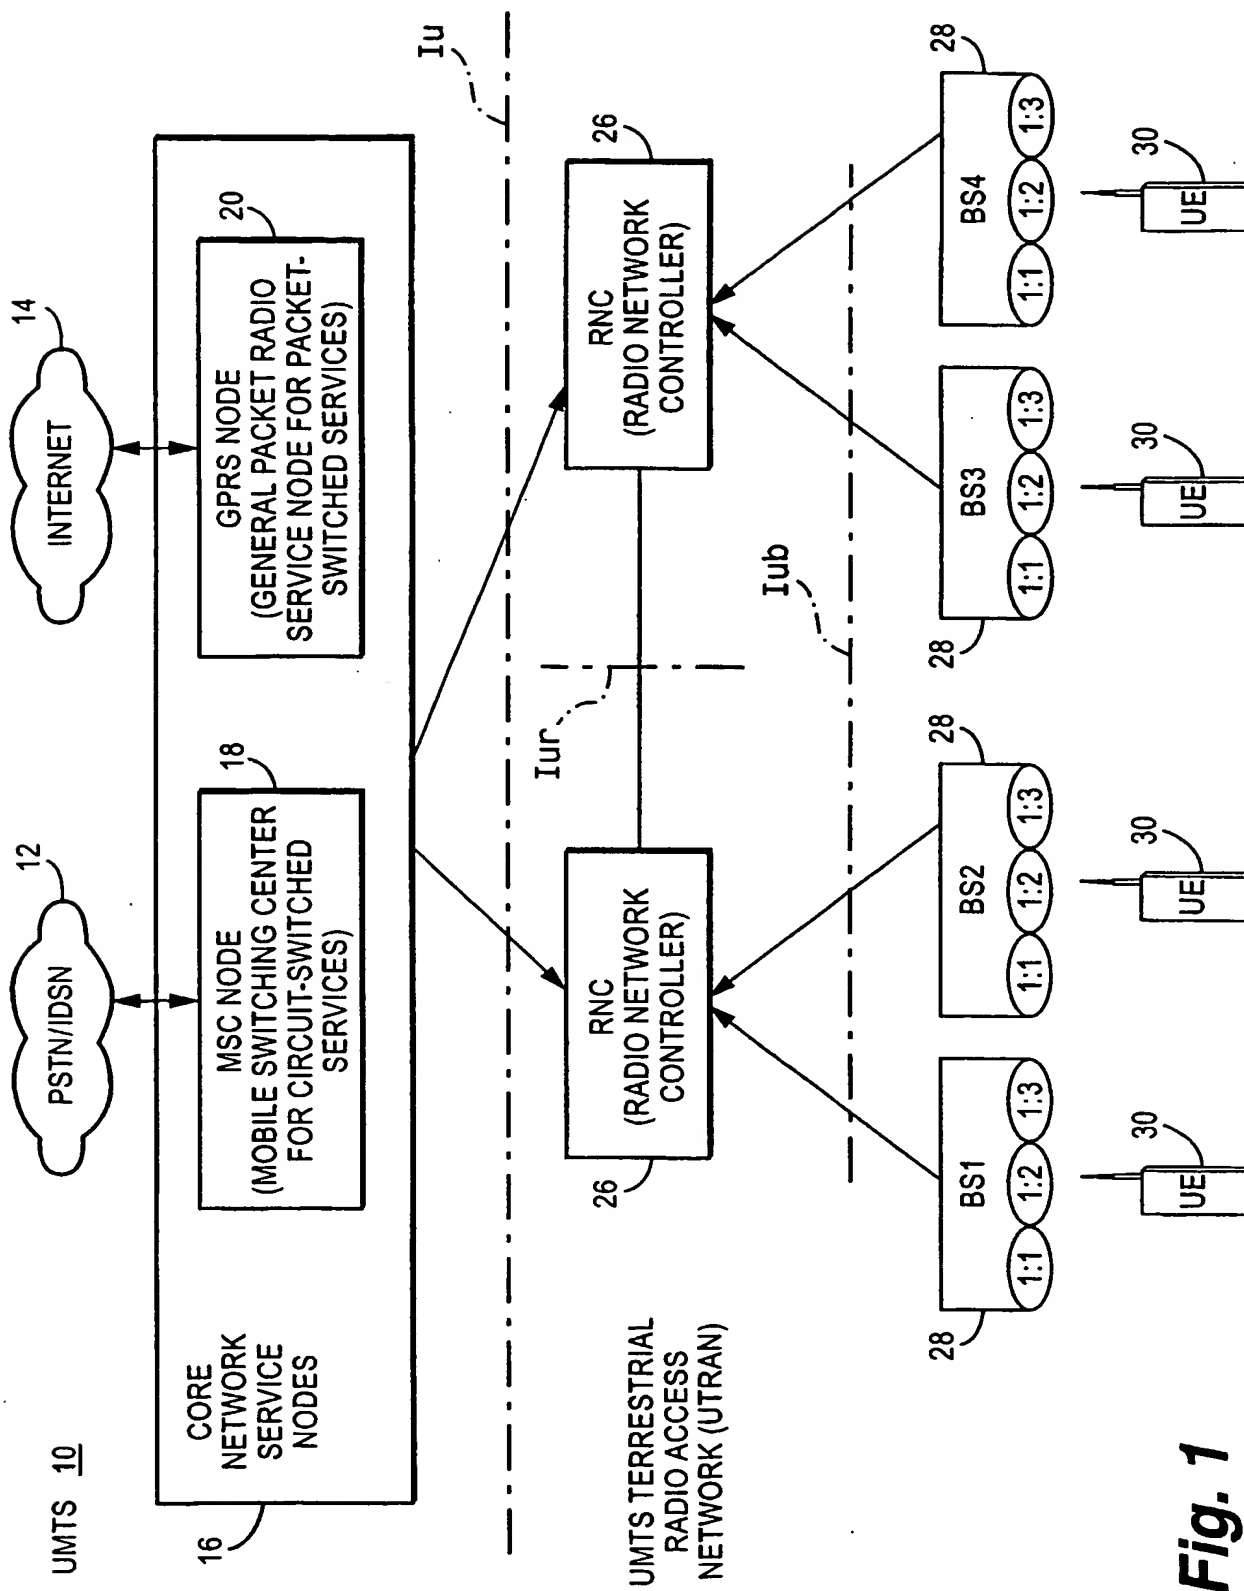 UMTS 10
PSTN/IDSN
12
INTERNET
14
16
CORE
NETWORK
SERVICE
NODES
18
MSC NODE
(MOBILE SWITCHING CENTER
FOR CIRCUIT-SWITCHED
SERVICES)
20
GPRS NODE
(GENERAL PACKET RADIO
SERVICE NODE FOR PACKET-
SWITCHED SERVICES)
Iu
UMTS TERRESTRIAL
RADIO ACCESS
NETWORK (UTRAN)
26
RNC
(RADIO NETWORK
CONTROLLER)
Iur
26
RNC
(RADIO NETWORK
CONTROLLER)
Iub
28
BS1
1:1 1:2 1:3
28
BS2
1:1 1:2 1:3
28
BS3
1:1 1:2 1:3
28
BS4
1:1 1:2 1:3
30
UE
30
UE
30
UE
30
UE
Fig. 1